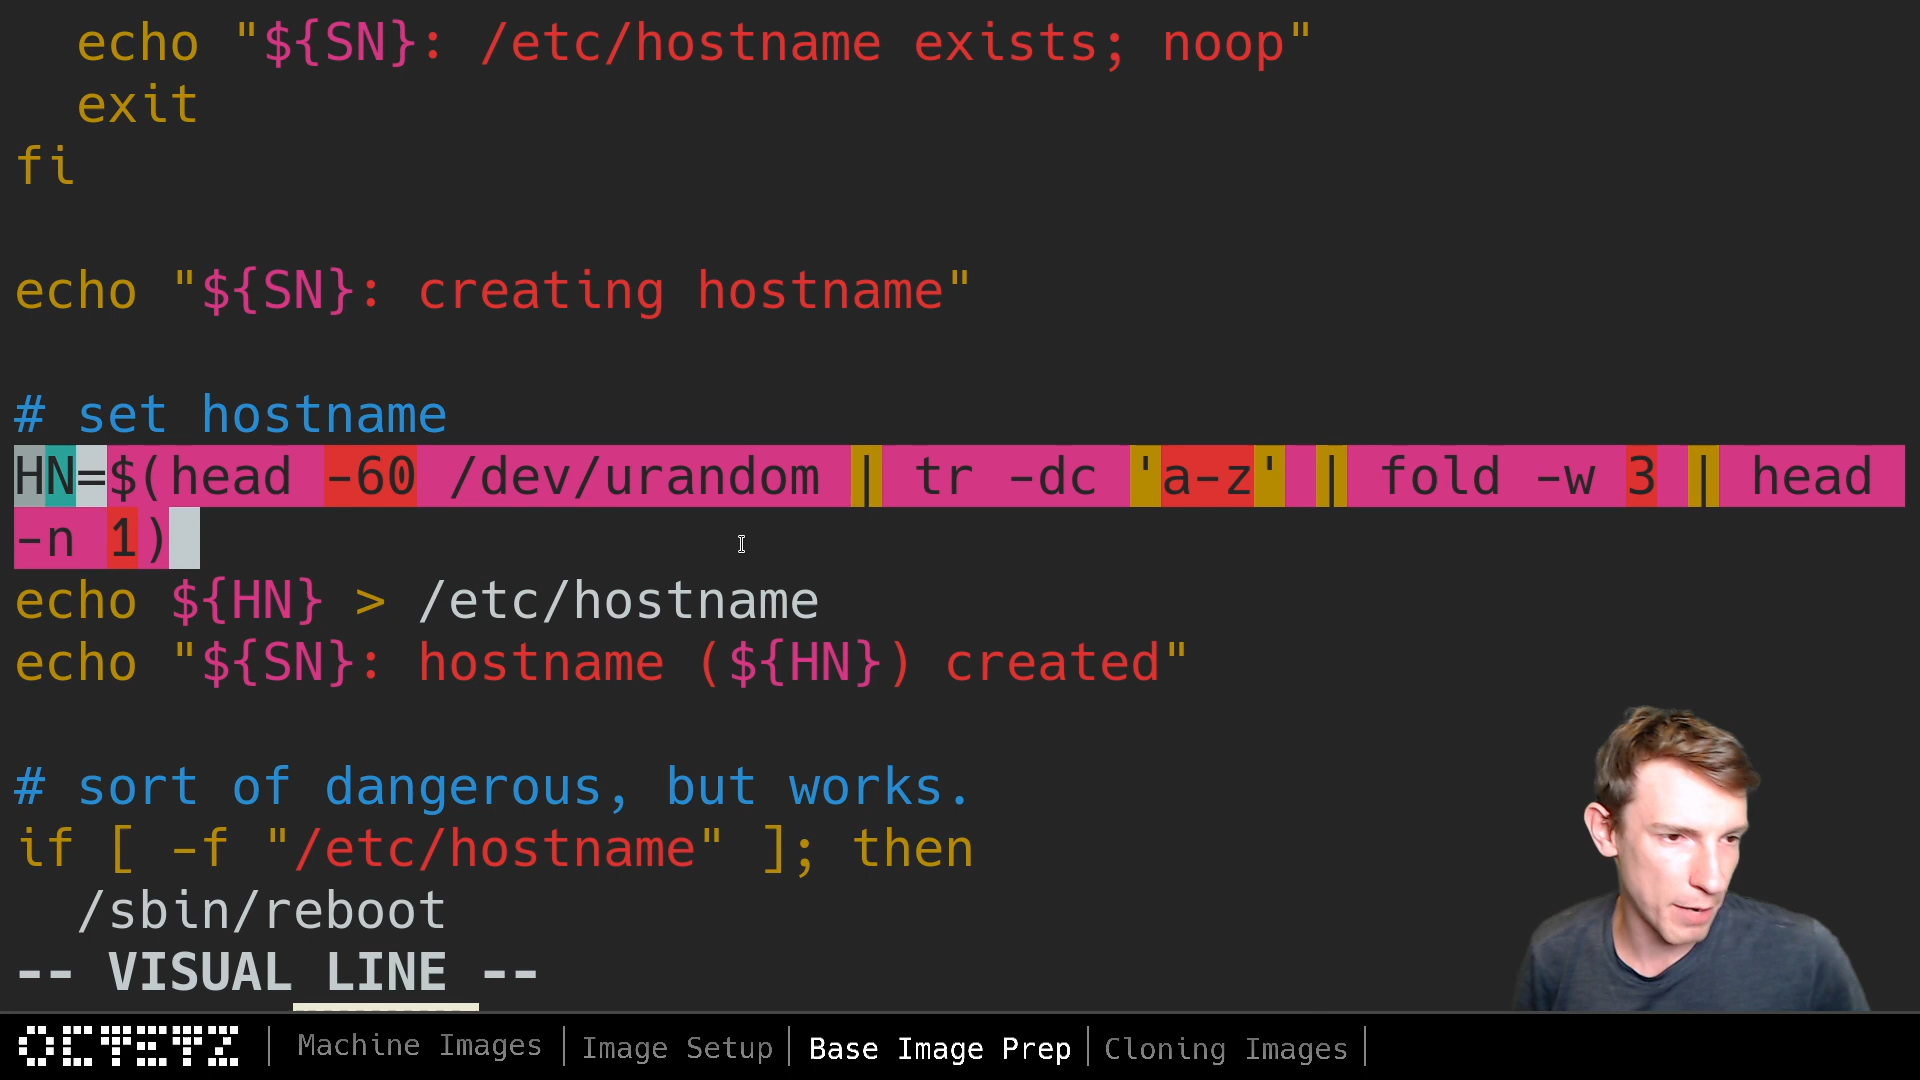 echo "${SN}: /etc/hostname exists; noop"
exit
fi
echo "${SN}: creating hostname"
# set hostname
HN=$(head -60 /dev/urandom | tr -dc 'a-z' | fold -w 3 | head
-n 1)
echo ${HN} > /etc/hostname
echo "${SN}: hostname (${HN}) created"
# sort of dangerous, but works.
if [ -f "/etc/hostname" ]; then
/sbin/reboot
-- VISUAL LINE --
OCTETZ | Machine Images | Image Setup | Base Image Prep | Cloning Images |